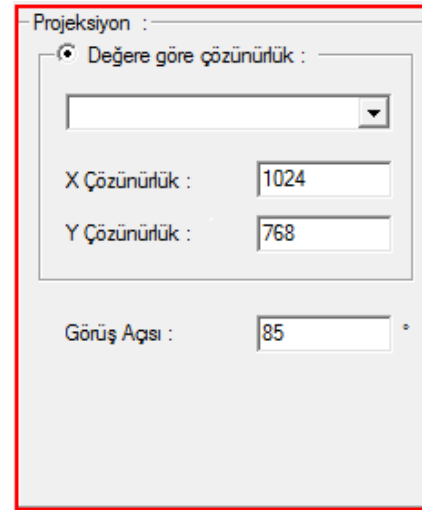 Projeksiyon :
Değere göre çözünürlük :
X Çözünürlük : 1024
Y Çözünürlük : 768
Görüş Açısı : 85 °